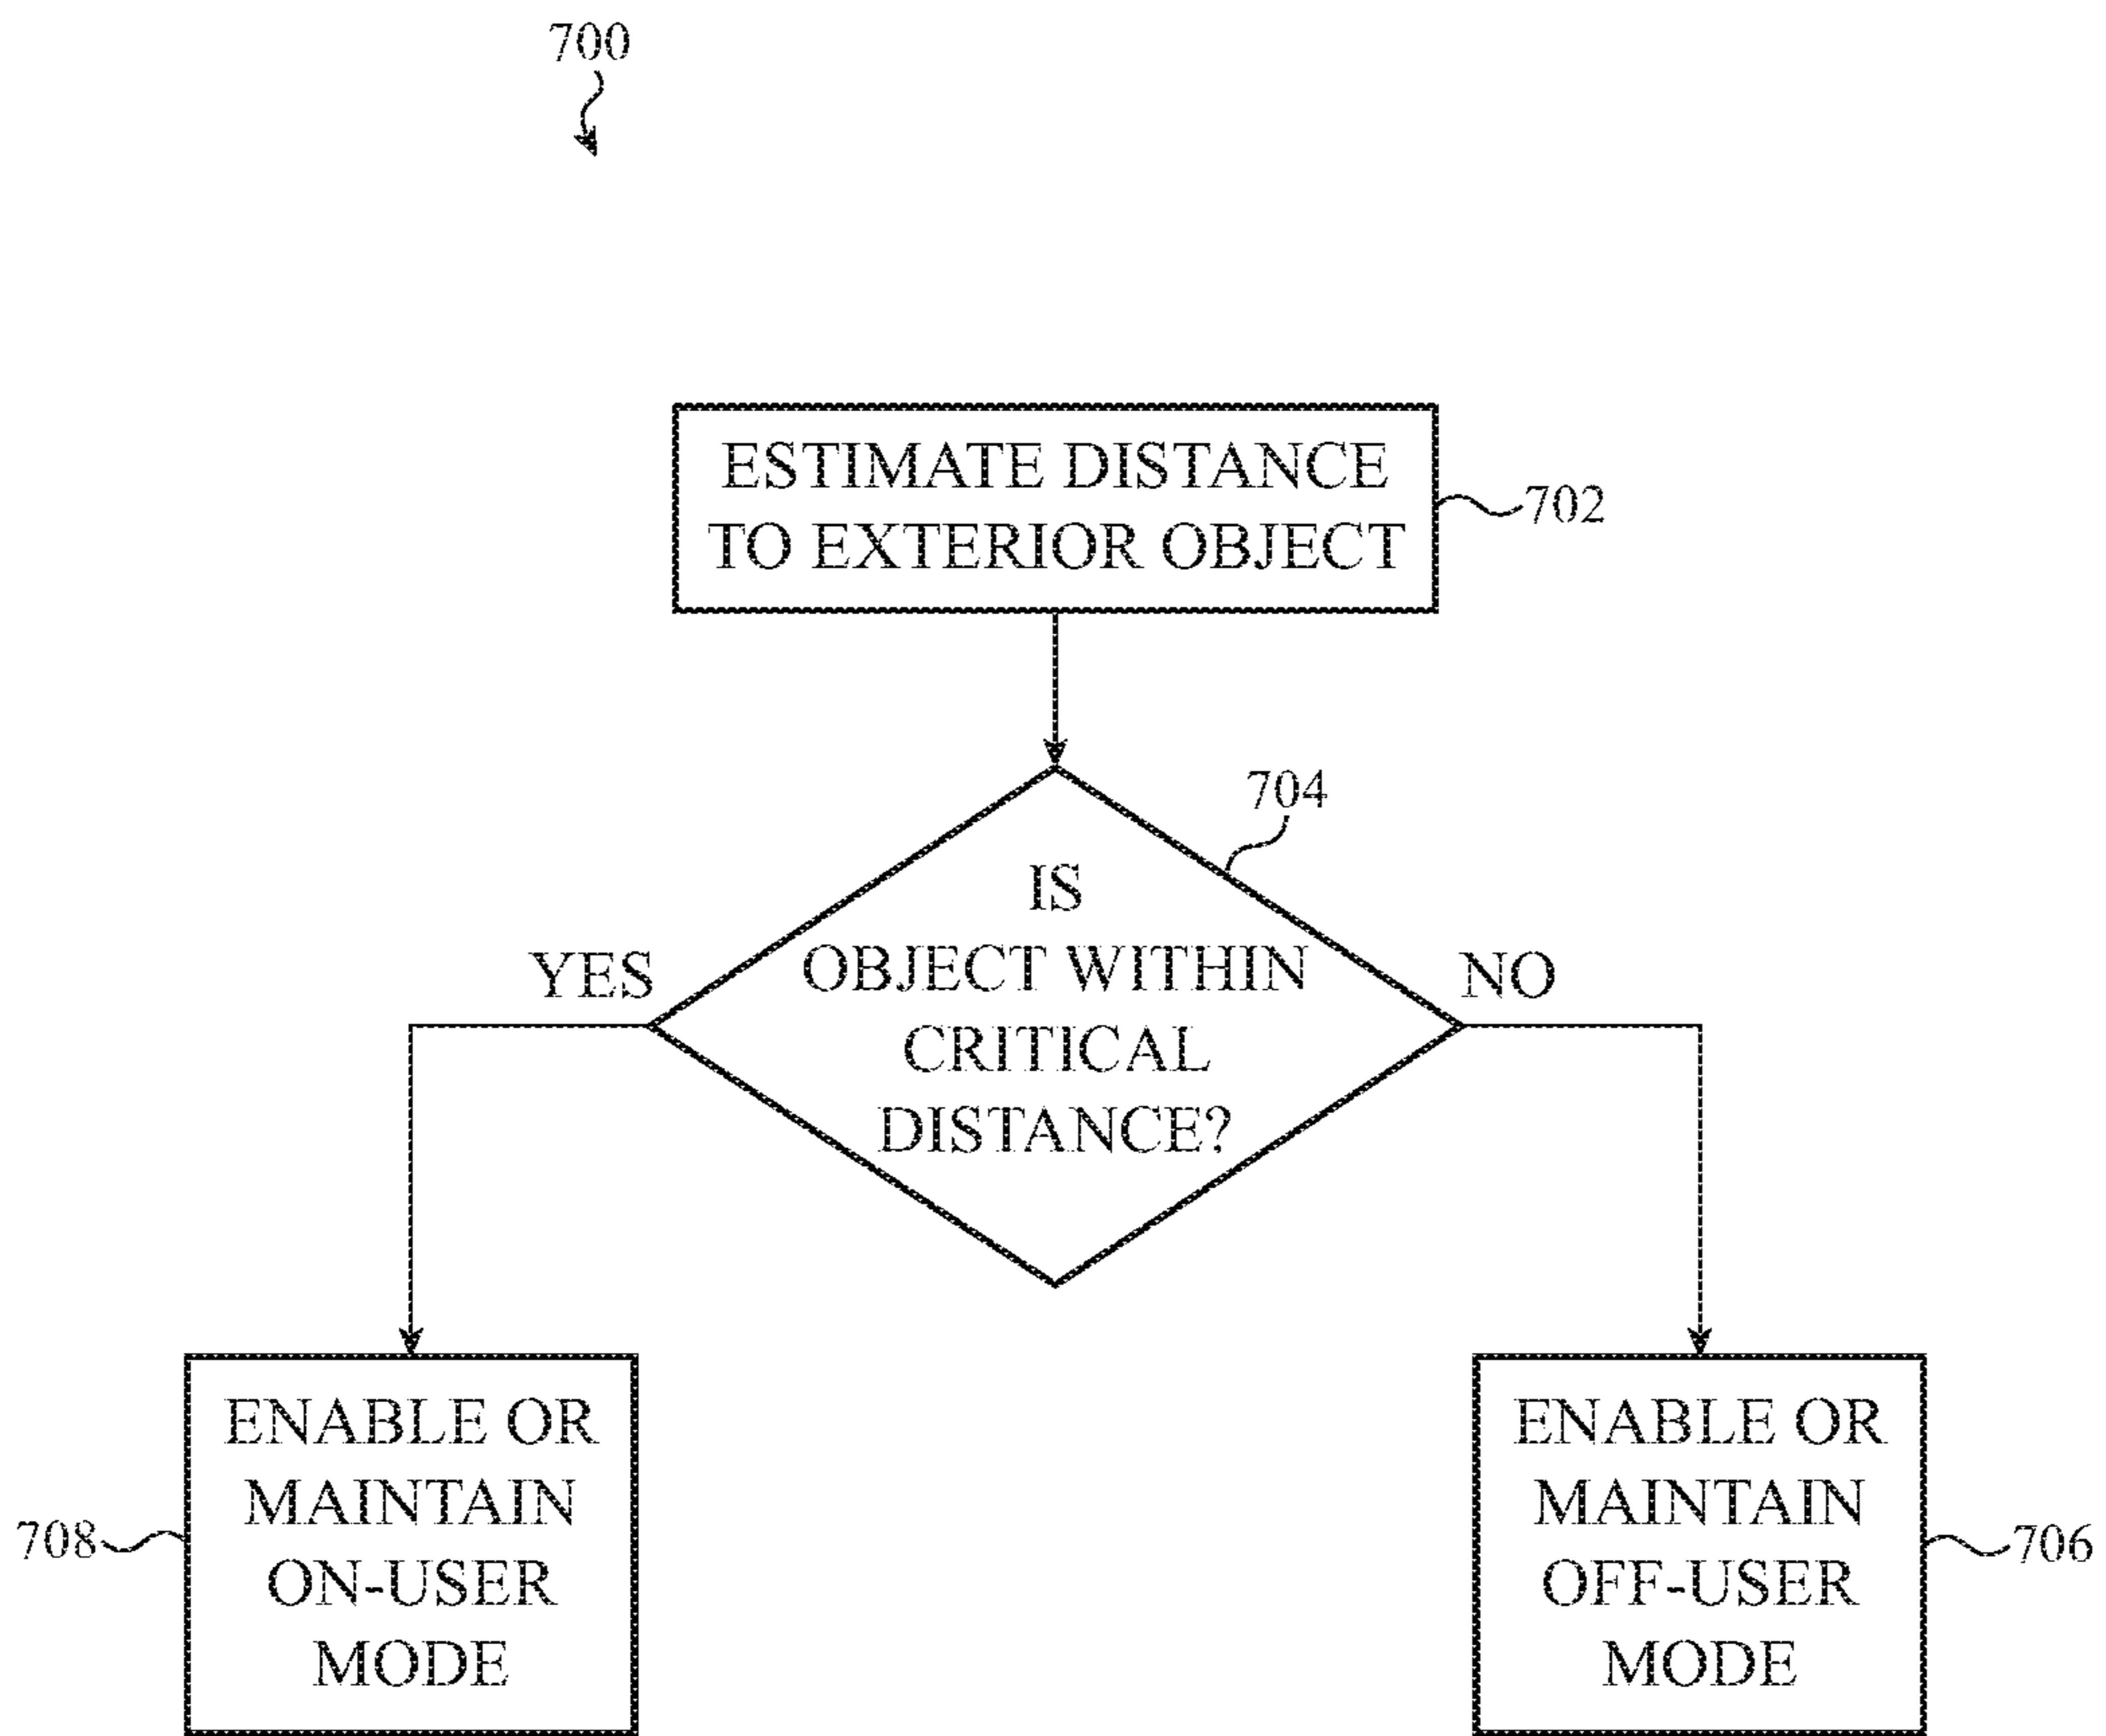 700
ESTIMATE DISTANCE
TO EXTERIOR OBJECT
702
704
IS
OBJECT WITHIN
CRITICAL
DISTANCE?
YES
NO
ENABLE OR
MAINTAIN
ON-USER
MODE
708
ENABLE OR
MAINTAIN
OFF-USER
MODE
706